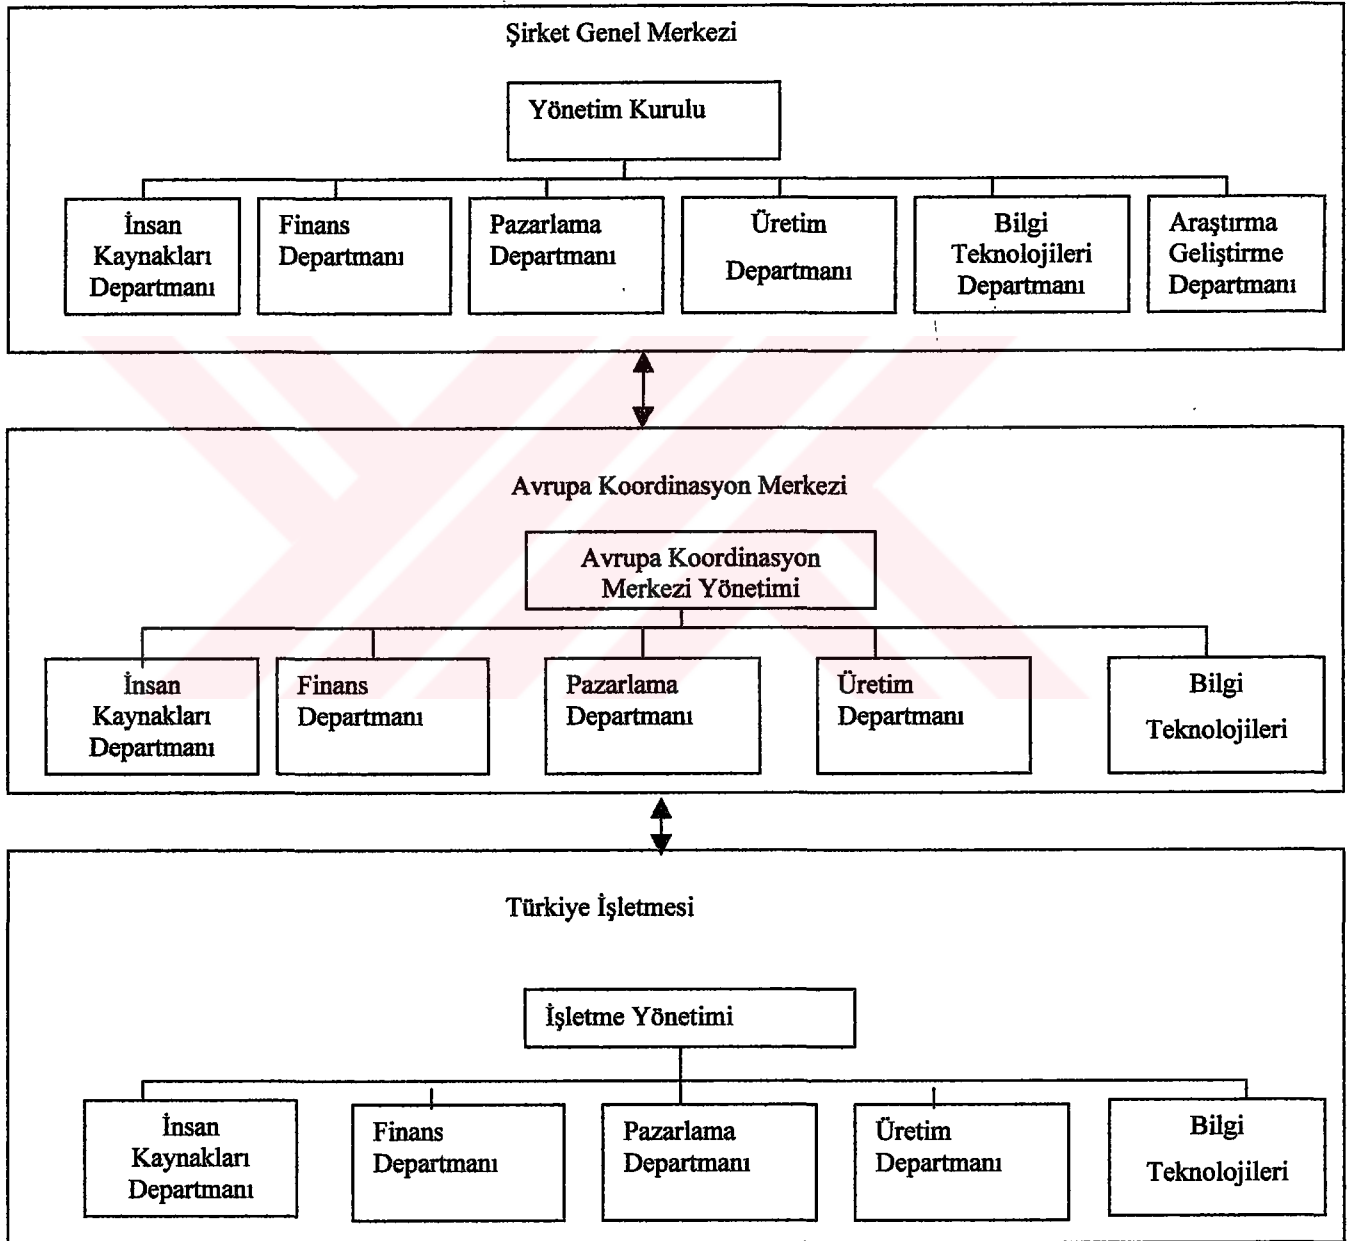 Şirket Genel Merkezi
Yönetim Kurulu
İnsan
Kaynakları
Departmanı
Finans
Departmanı
Pazarlama
Departmanı
Üretim
Departmanı
Bilgi
Teknolojileri
Departmanı
Araştırma
Geliştirme
Departmanı
Avrupa Koordinasyon Merkezi
Avrupa Koordinasyon
Merkezi Yönetimi
İnsan
Kaynakları
Departmanı
Finans
Departmanı
Pazarlama
Departmanı
Üretim
Departmanı
Bilgi
Teknolojileri
Türkiye İşletmesi
İşletme Yönetimi
İnsan
Kaynakları
Departmanı
Finans
Departmanı
Pazarlama
Departmanı
Üretim
Departmanı
Bilgi
Teknolojileri